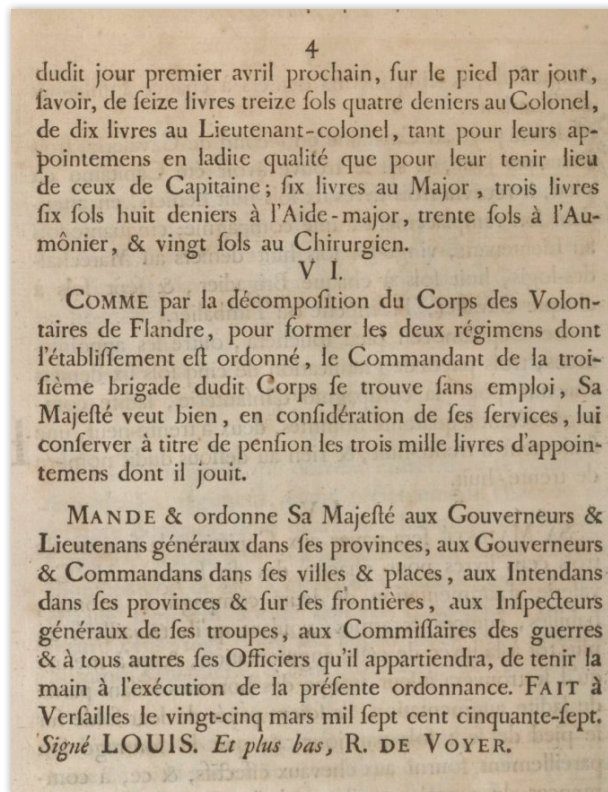 4
dudit jour premier avril prochain, ſur le pied par jour,
ſavoir, de ſeize livres treize ſols quatre deniers au Colonel,
de dix livres au Lieutenant-colonel, tant pour leurs ap-
pointemens en ladite qualité que pour leur tenir lieu
de ceux de Capitaine; ſix livres au Major, trois livres
ſix ſols huit deniers à l'Aide-major, trente ſols à l'Au-
mônier, & vingt ſols au Chirurgien.
VI.
COMME par la décompoſition du Corps des Volon-
taires de Flandre, pour former les deux régimens dont
l'établiſſement eſt ordonné, le Commandant de la troi-
ſième brigade dudit Corps ſe trouve ſans emploi, Sa
Majeſté veut bien, en conſidération de ſes ſervices, lui
conſerver à titre de penſion les trois mille livres d'appoin-
temens dont il jouit.
MANDE & ordonne Sa Majeſté aux Gouverneurs &
Lieutenans généraux dans ſes provinces, aux Gouverneurs
& Commandans dans ſes villes & places, aux Intendans
dans ſes provinces & ſur ſes frontières, aux Inſpecteurs
généraux de ſes troupes, aux Commiſſaires des guerres
& à tous autres ſes Officiers qu'il appartiendra, de tenir la
main à l'exécution de la préſente ordonnance. FAIT à
Verſailles le vingt-cinq mars mil ſept cent cinquante-ſept.
Signé LOUIS. Et plus bas, R. DE VOYER.